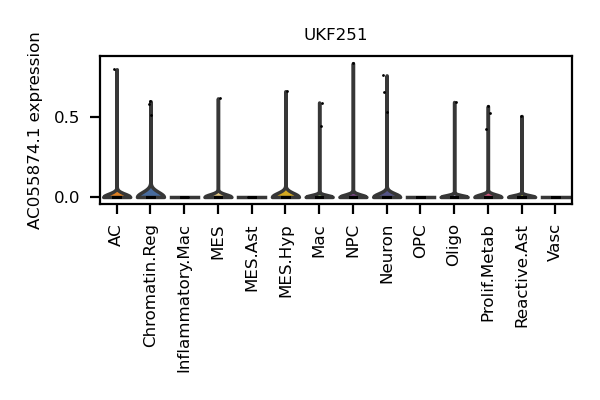 UKF251
AC055874.1 expression
0.5
0.0
AC
Chromatin.Reg
Inflammatory.Mac
MES
MES.Ast
MES.Hyp
Mac
NPC
Neuron
OPC
Oligo
Prolif.Metab
Reactive.Ast
Vasc